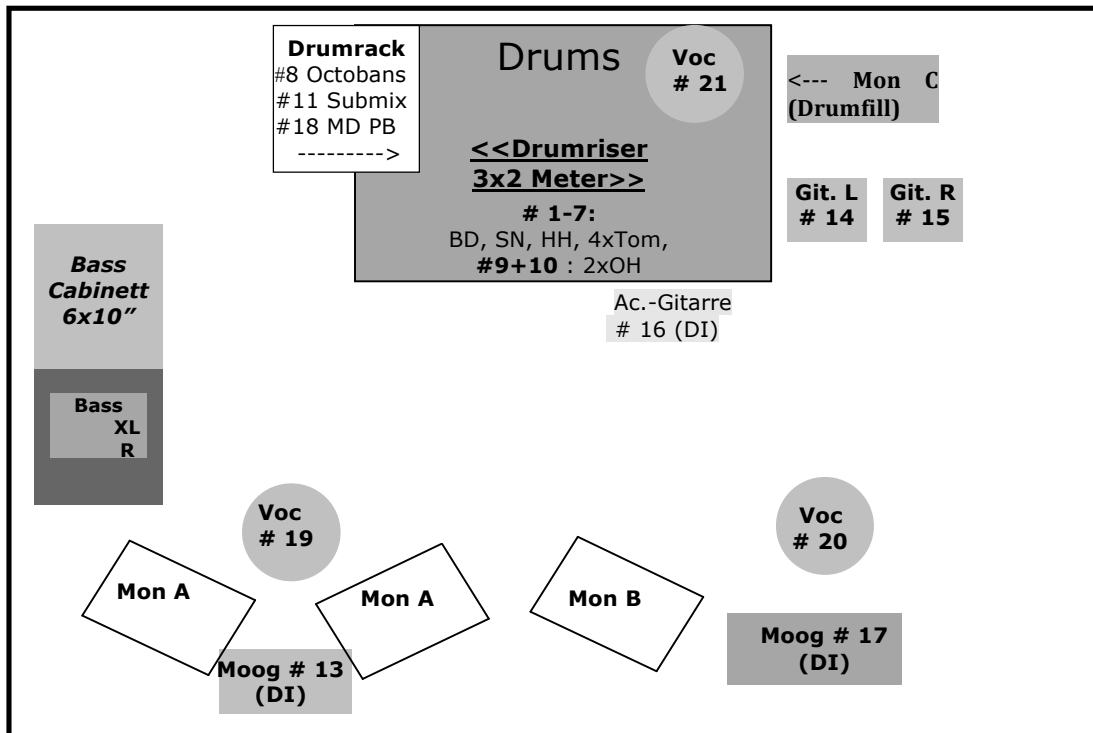 Drumrack
#8 Octobans
#11 Submix
#18 MD PB
--------->
Drums
Voc
# 21
<--- Mon C
(Drumfill)
<<Drumriser
3x2 Meter>>
# 1-7:
BD, SN, HH, 4xTom,
#9+10 : 2xOH
Git. L
# 14
Git. R
# 15
Ac.-Gitarre
# 16 (DI)
Bass
Cabinett
6x10”
Bass
XL
R
Voc
# 19
Voc
# 20
Mon A
Mon A
Mon B
Moog # 13
(DI)
Moog # 17
(DI)